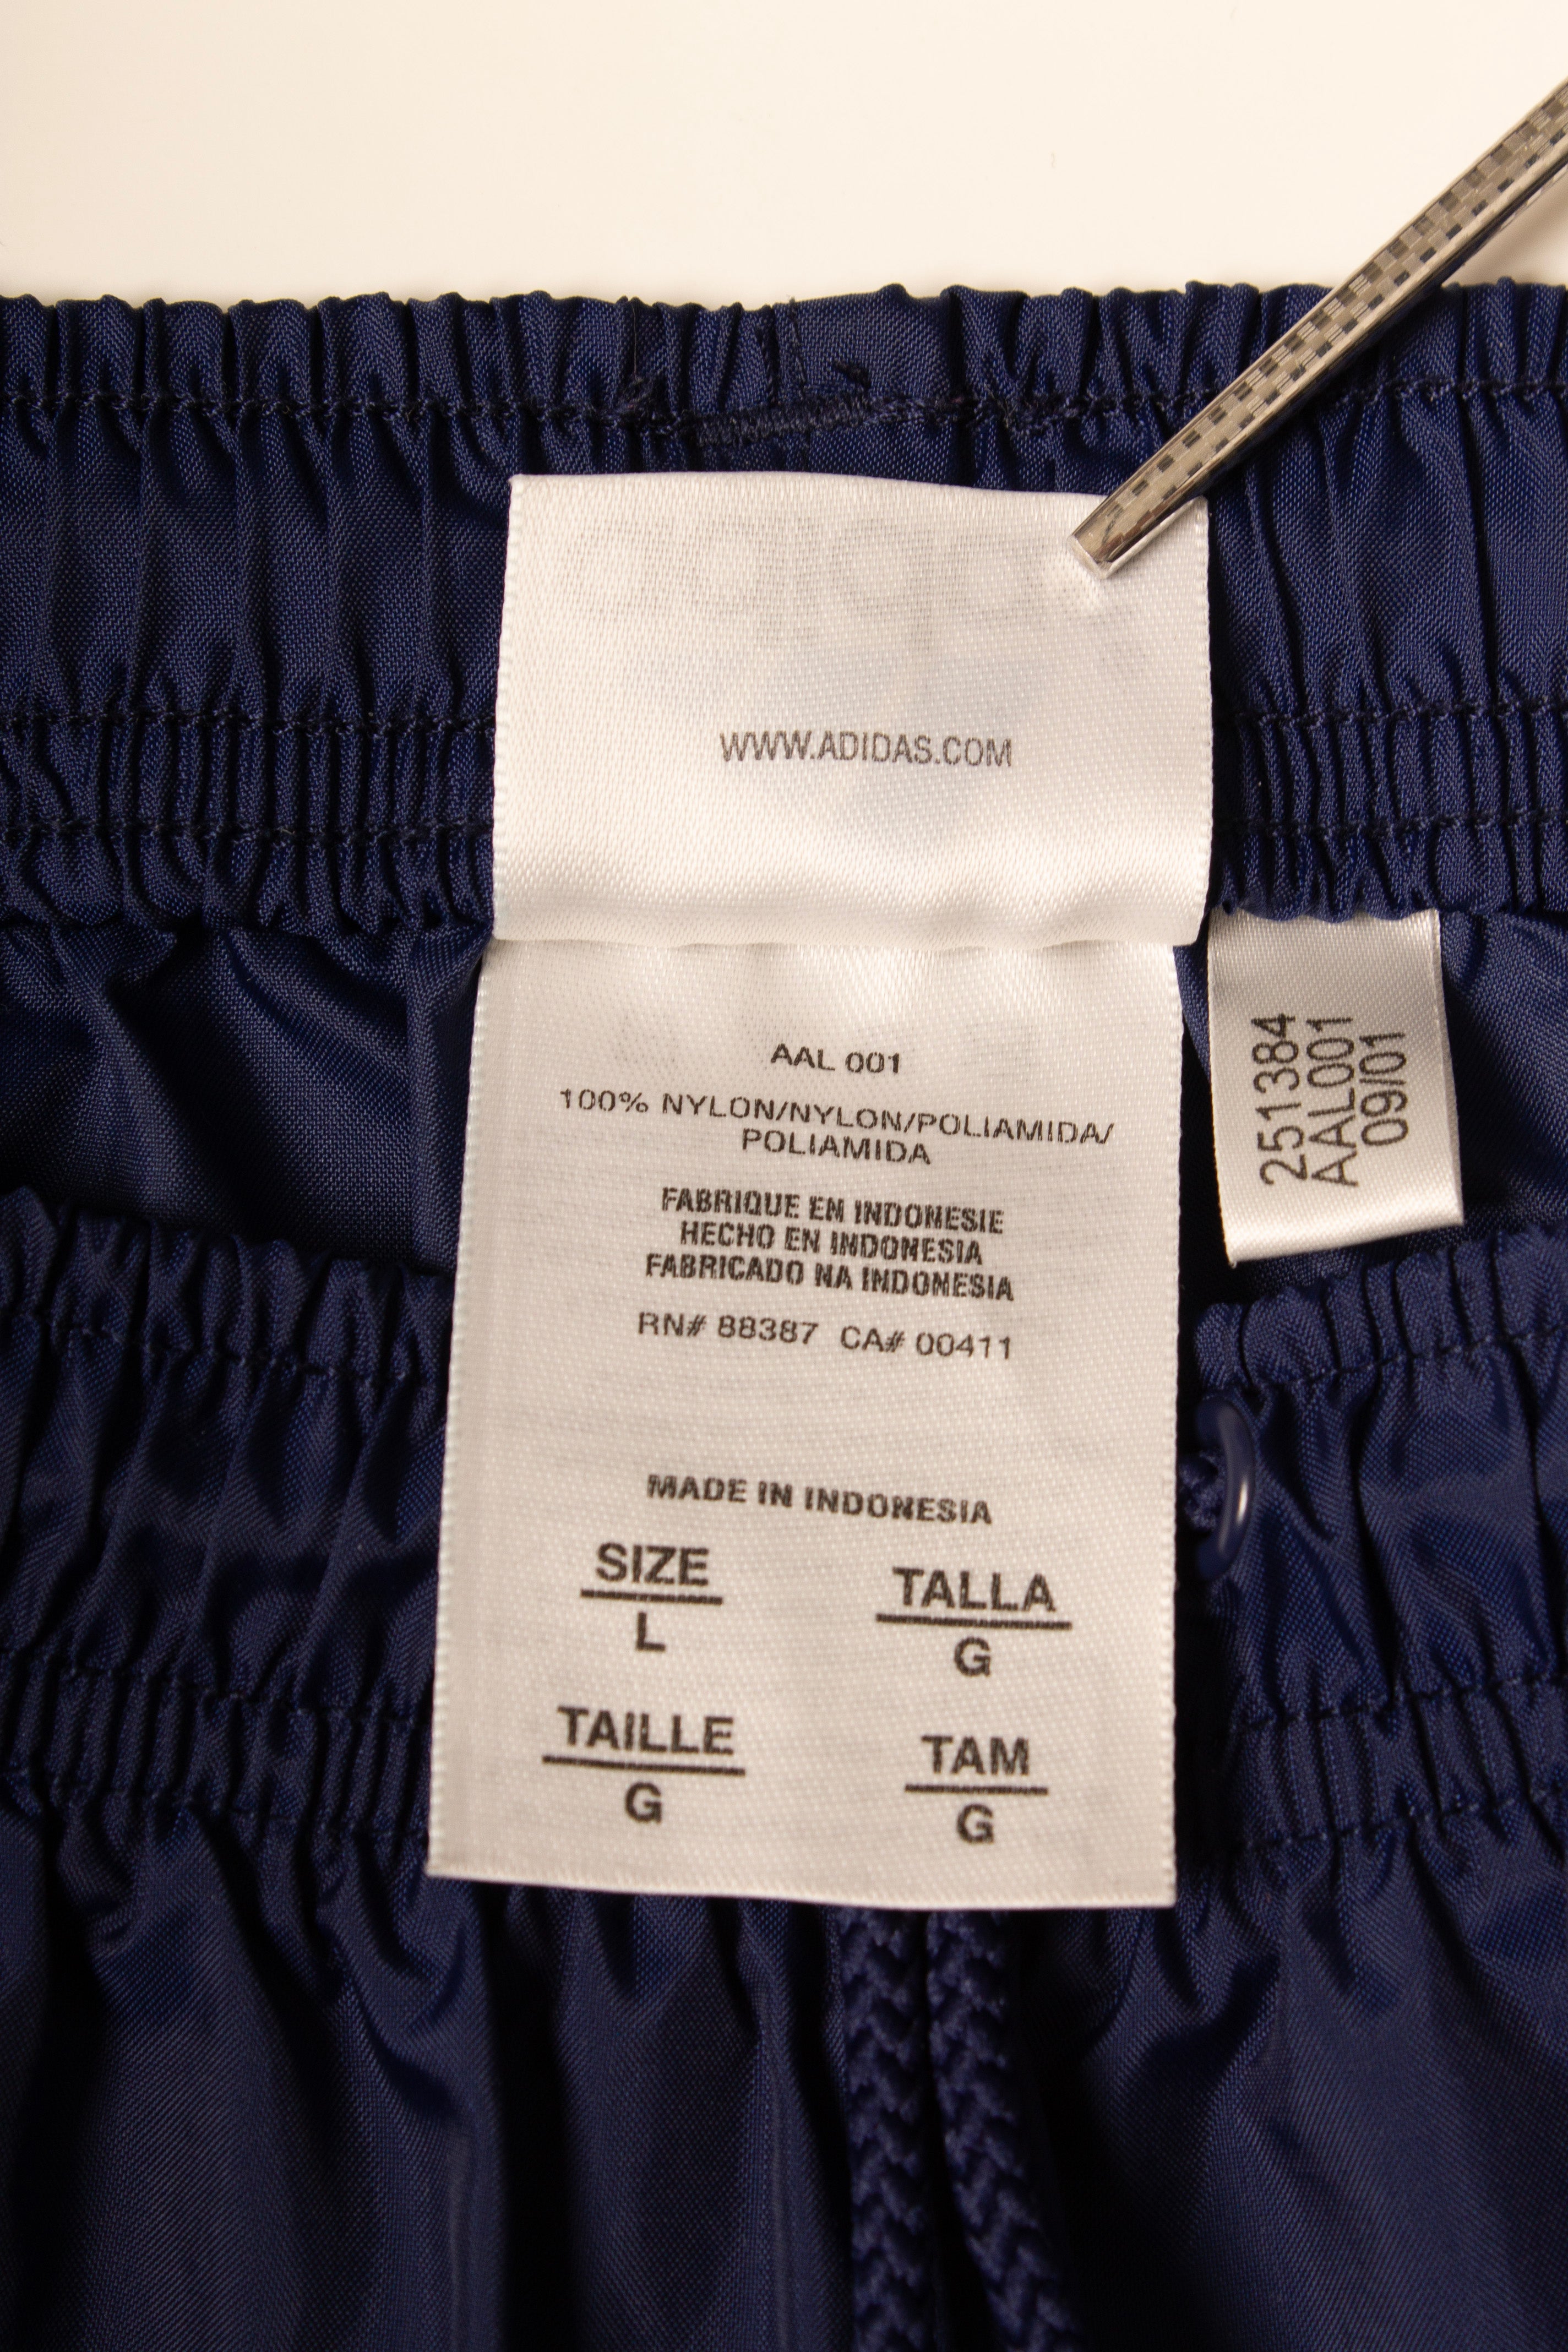 WWW.ADIDAS.COM
AAL 001
100% NYLON/NYLON/POLIAMIDA/
POLIAMIDA
FABRIQUE EN INDONESIE
HECHO EN INDONESIA
FABRICADO NA INDONESIA
RN# 88387 CA# 00411
MADE IN INDONESIA
SIZE
L
TALLA
G
TAILLE
G
TAM
G
251384
AAL001
09/01